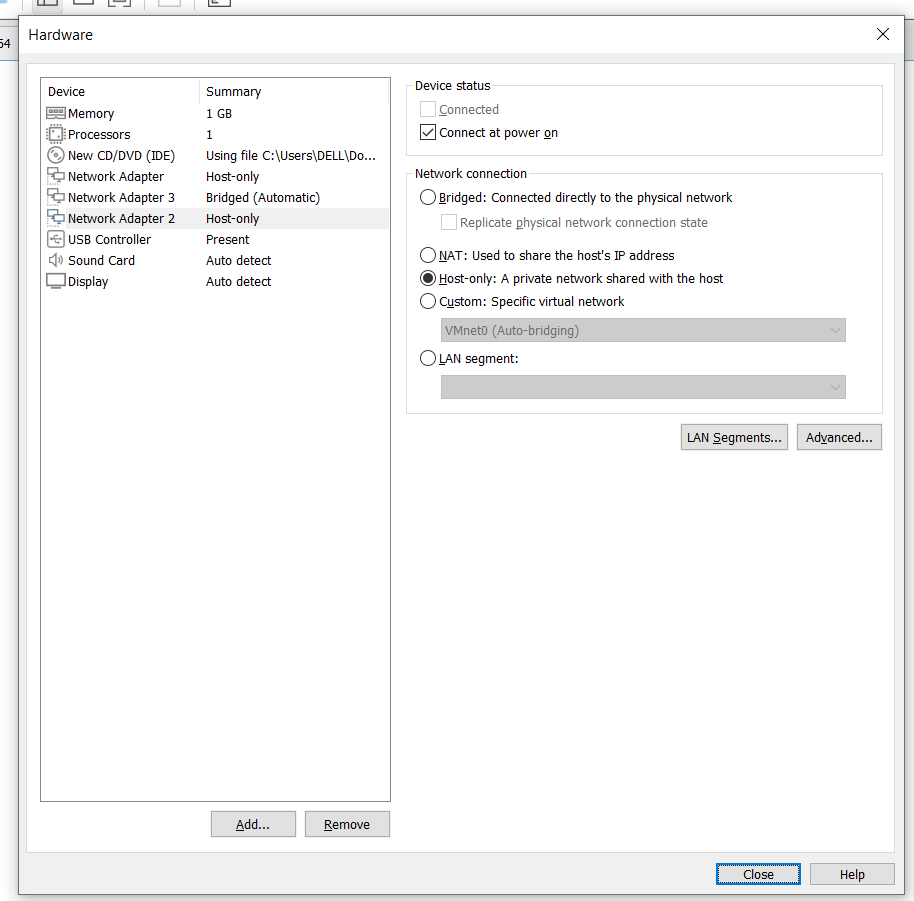 64
Hardware
Device Summary
Memory 1 GB
Processors 1
New CD/DVD (IDE) Using file C:\Users\DELL\Do...
Network Adapter Host-only
Network Adapter 3 Bridged (Automatic)
Network Adapter 2 Host-only
USB Controller Present
Sound Card Auto detect
Display Auto detect
Add... Remove
Device status
Connected
Connect at power on
Network connection
Bridged: Connected directly to the physical network
Replicate physical network connection state
NAT: Used to share the host's IP address
Host-only: A private network shared with the host
Custom: Specific virtual network
VMnet0 (Auto-bridging)
LAN segment:
LAN Segments... Advanced...
Close Help